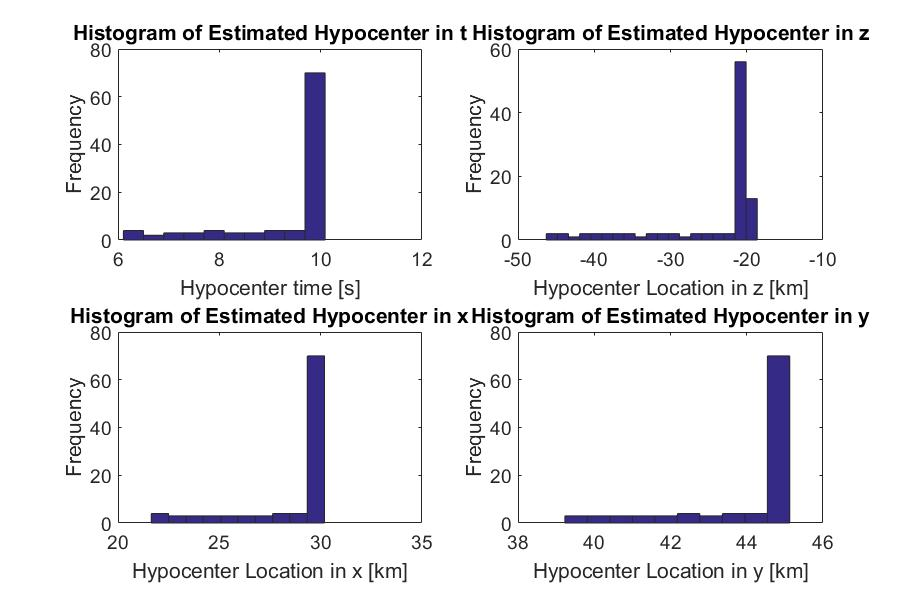 Histogram of Estimated Hypocenter in t
80
60
40
20
0
Frequency
6 8 10 12
Hypocenter time [s]
Histogram of Estimated Hypocenter in z
60
40
20
0
Frequency
-50 -40 -30 -20 -10
Hypocenter Location in z [km]
Histogram of Estimated Hypocenter in x
80
60
40
20
0
Frequency
20 25 30 35
Hypocenter Location in x [km]
Histogram of Estimated Hypocenter in y
80
60
40
20
0
Frequency
38 40 42 44 46
Hypocenter Location in y [km]